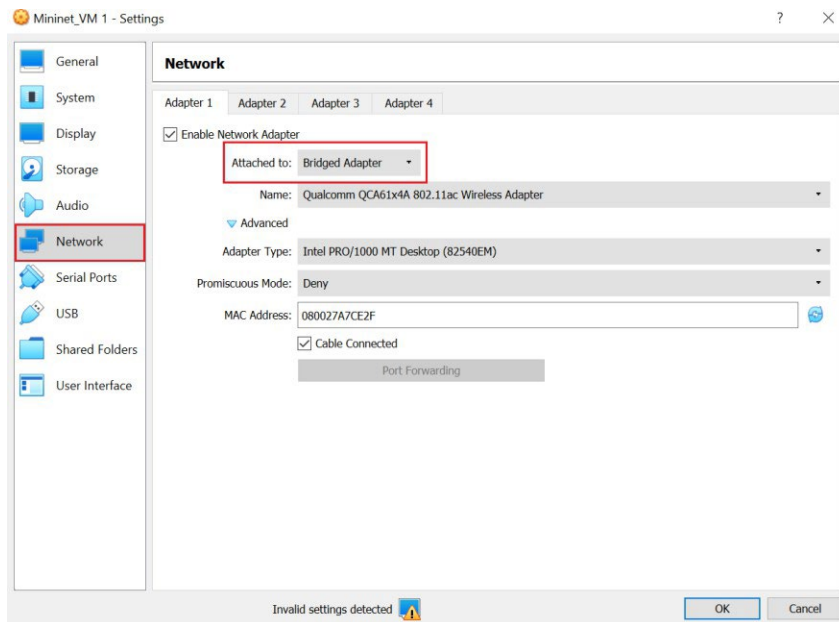 Mininet_VM 1 - Settings
?
General
System
Display
Storage
Audio
Network
Serial Ports
USB
Shared Folders
User Interface
Network
Adapter 1 Adapter 2 Adapter 3 Adapter 4
Enable Network Adapter
Attached to: Bridged Adapter
Name: Qualcomm QCA61x4A 802.11ac Wireless Adapter
Advanced
Adapter Type: Intel PRO/1000 MT Desktop (82540EM)
Promiscuous Mode: Deny
MAC Address: 080027A7CE2F
Cable Connected
Port Forwarding
Invalid settings detected
OK Cancel